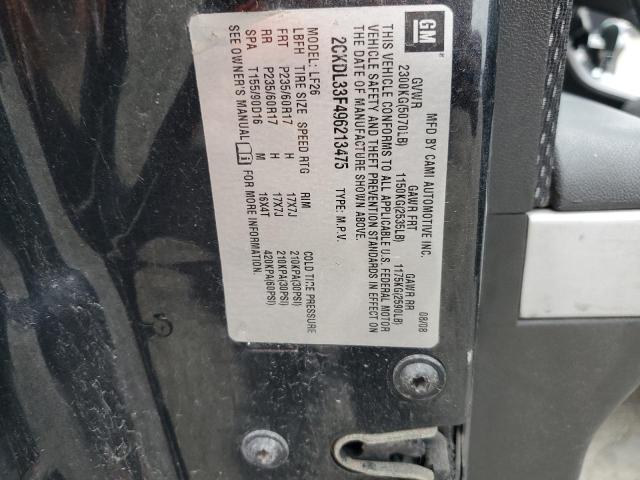 GM
MFD BY CAMI AUTOMOTIVE INC. 08/08
GVWR GAWR FRT GAWR RR
2300KG(5070LB) 1150KG(2535LB) 1175KG(2590LB)
THIS VEHICLE CONFORMS TO ALL APPLICABLE U.S. FEDERAL MOTOR
VEHICLE SAFETY AND THEFT PREVENTION STANDARDS IN EFFECT ON
THE DATE OF MANUFACTURE SHOWN ABOVE.
2CKDL33F496213475 TYPE: M.P.V.
MODEL: LF26
LBFH TIRE SIZE SPEED RTG RIM COLD TIRE PRESSURE
FRT P235/60R17 H 17X7J 210KPA(30PSI)
RR P235/60R17 H 17X7J 210KPA(30PSI)
SPA T155/90D16 M 16X4T 420KPA(60PSI)
SEE OWNER'S MANUAL FOR MORE INFORMATION.